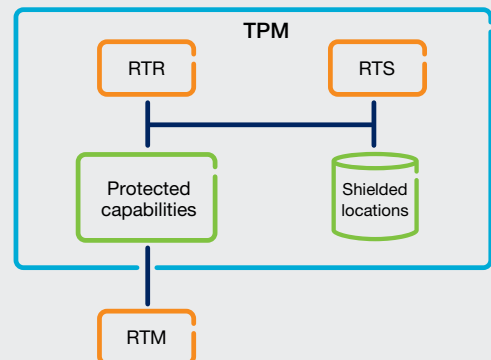 TPM
RTR
RTS
Protected
capabilities
Shielded
locations
RTM